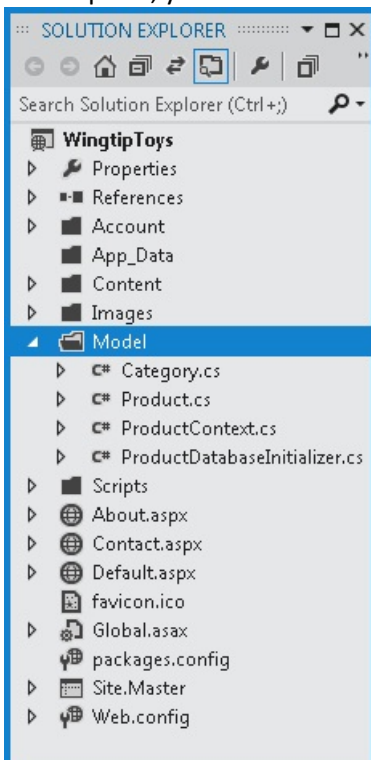 SOLUTION EXPLORER
Search Solution Explorer (Ctrl+;)
WingtipToys
Properties
References
Account
App_Data
Content
Images
Model
C# Category.cs
C# Product.cs
C# ProductContext.cs
C# ProductDatabaseInitializer.cs
Scripts
About.aspx
Contact.aspx
Default.aspx
favicon.ico
Global.asax
packages.config
Site.Master
Web.config